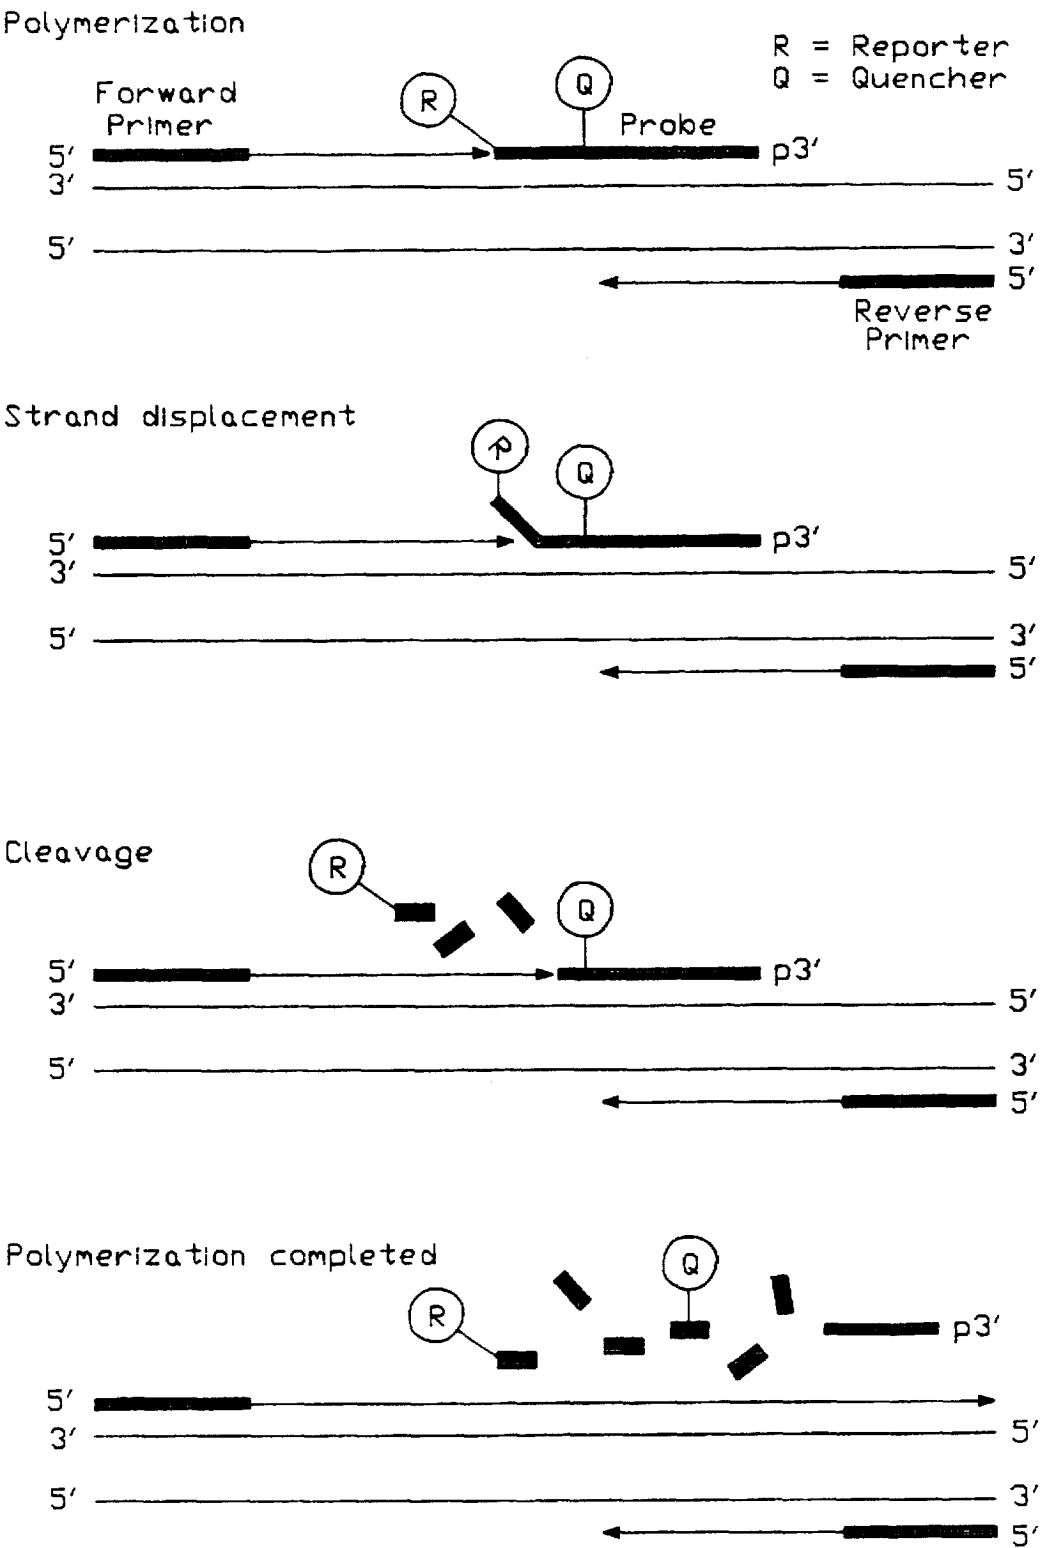 Polymerization
R = Reporter
Q = Quencher
Forward
Primer
R
Q
Probe
5' p3'
3' 5'
5' 3'
5'
Reverse
Primer
Strand displacement
R
Q
5' p3'
3' 5'
5' 3'
5'
Cleavage
R
Q
5' p3'
3' 5'
5' 3'
5'
Polymerization completed
Q
R
p3'
5'
3' 5'
5' 3'
5'